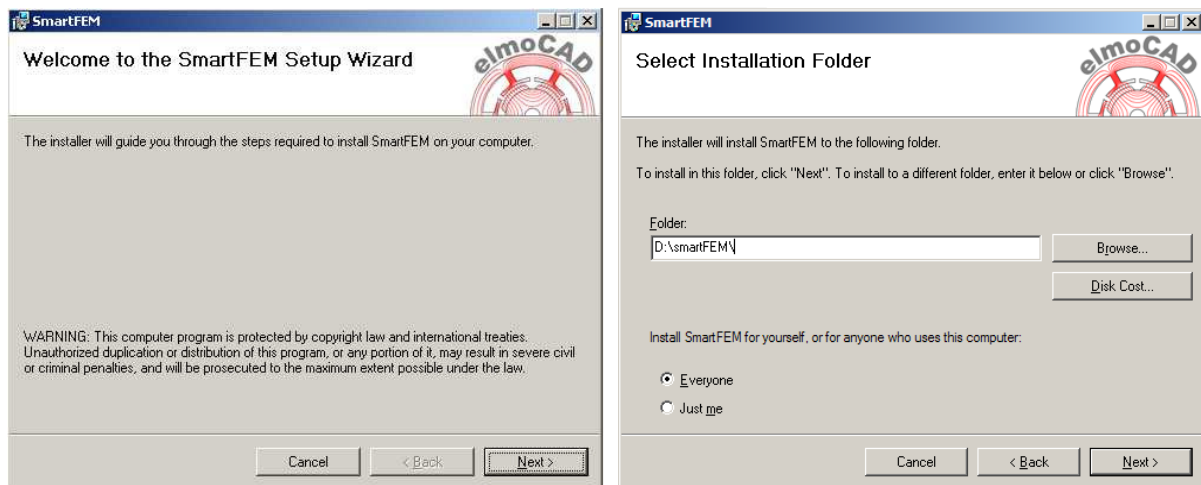 SmartFEM
Welcome to the SmartFEM Setup Wizard
elmoCAD
The installer will guide you through the steps required to install SmartFEM on your computer.
WARNING: This computer program is protected by copyright law and international treaties.
Unauthorized duplication or distribution of this program, or any portion of it, may result in severe civil
or criminal penalties, and will be prosecuted to the maximum extent possible under the law.
Cancel
< Back
Next >
SmartFEM
Select Installation Folder
elmoCAD
The installer will install SmartFEM to the following folder.
To install in this folder, click "Next". To install to a different folder, enter it below or click "Browse".
Folder:
D:\smartFEM\
Browse...
Disk Cost...
Install SmartFEM for yourself, or for anyone who uses this computer:
Everyone
Just me
Cancel
< Back
Next >